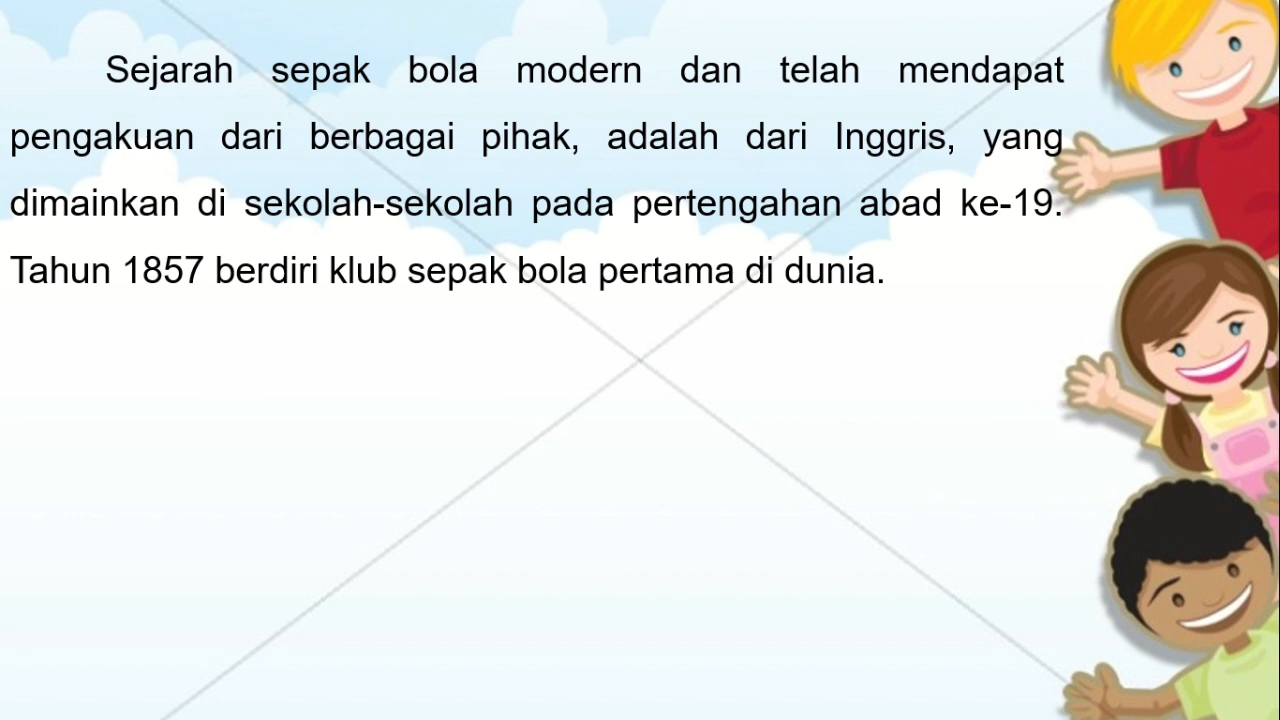 Sejarah sepak bola modern dan telah mendapat
pengakuan dari berbagai pihak, adalah dari Inggris, yang
dimainkan di sekolah-sekolah pada pertengahan abad ke-19.
Tahun 1857 berdiri klub sepak bola pertama di dunia.